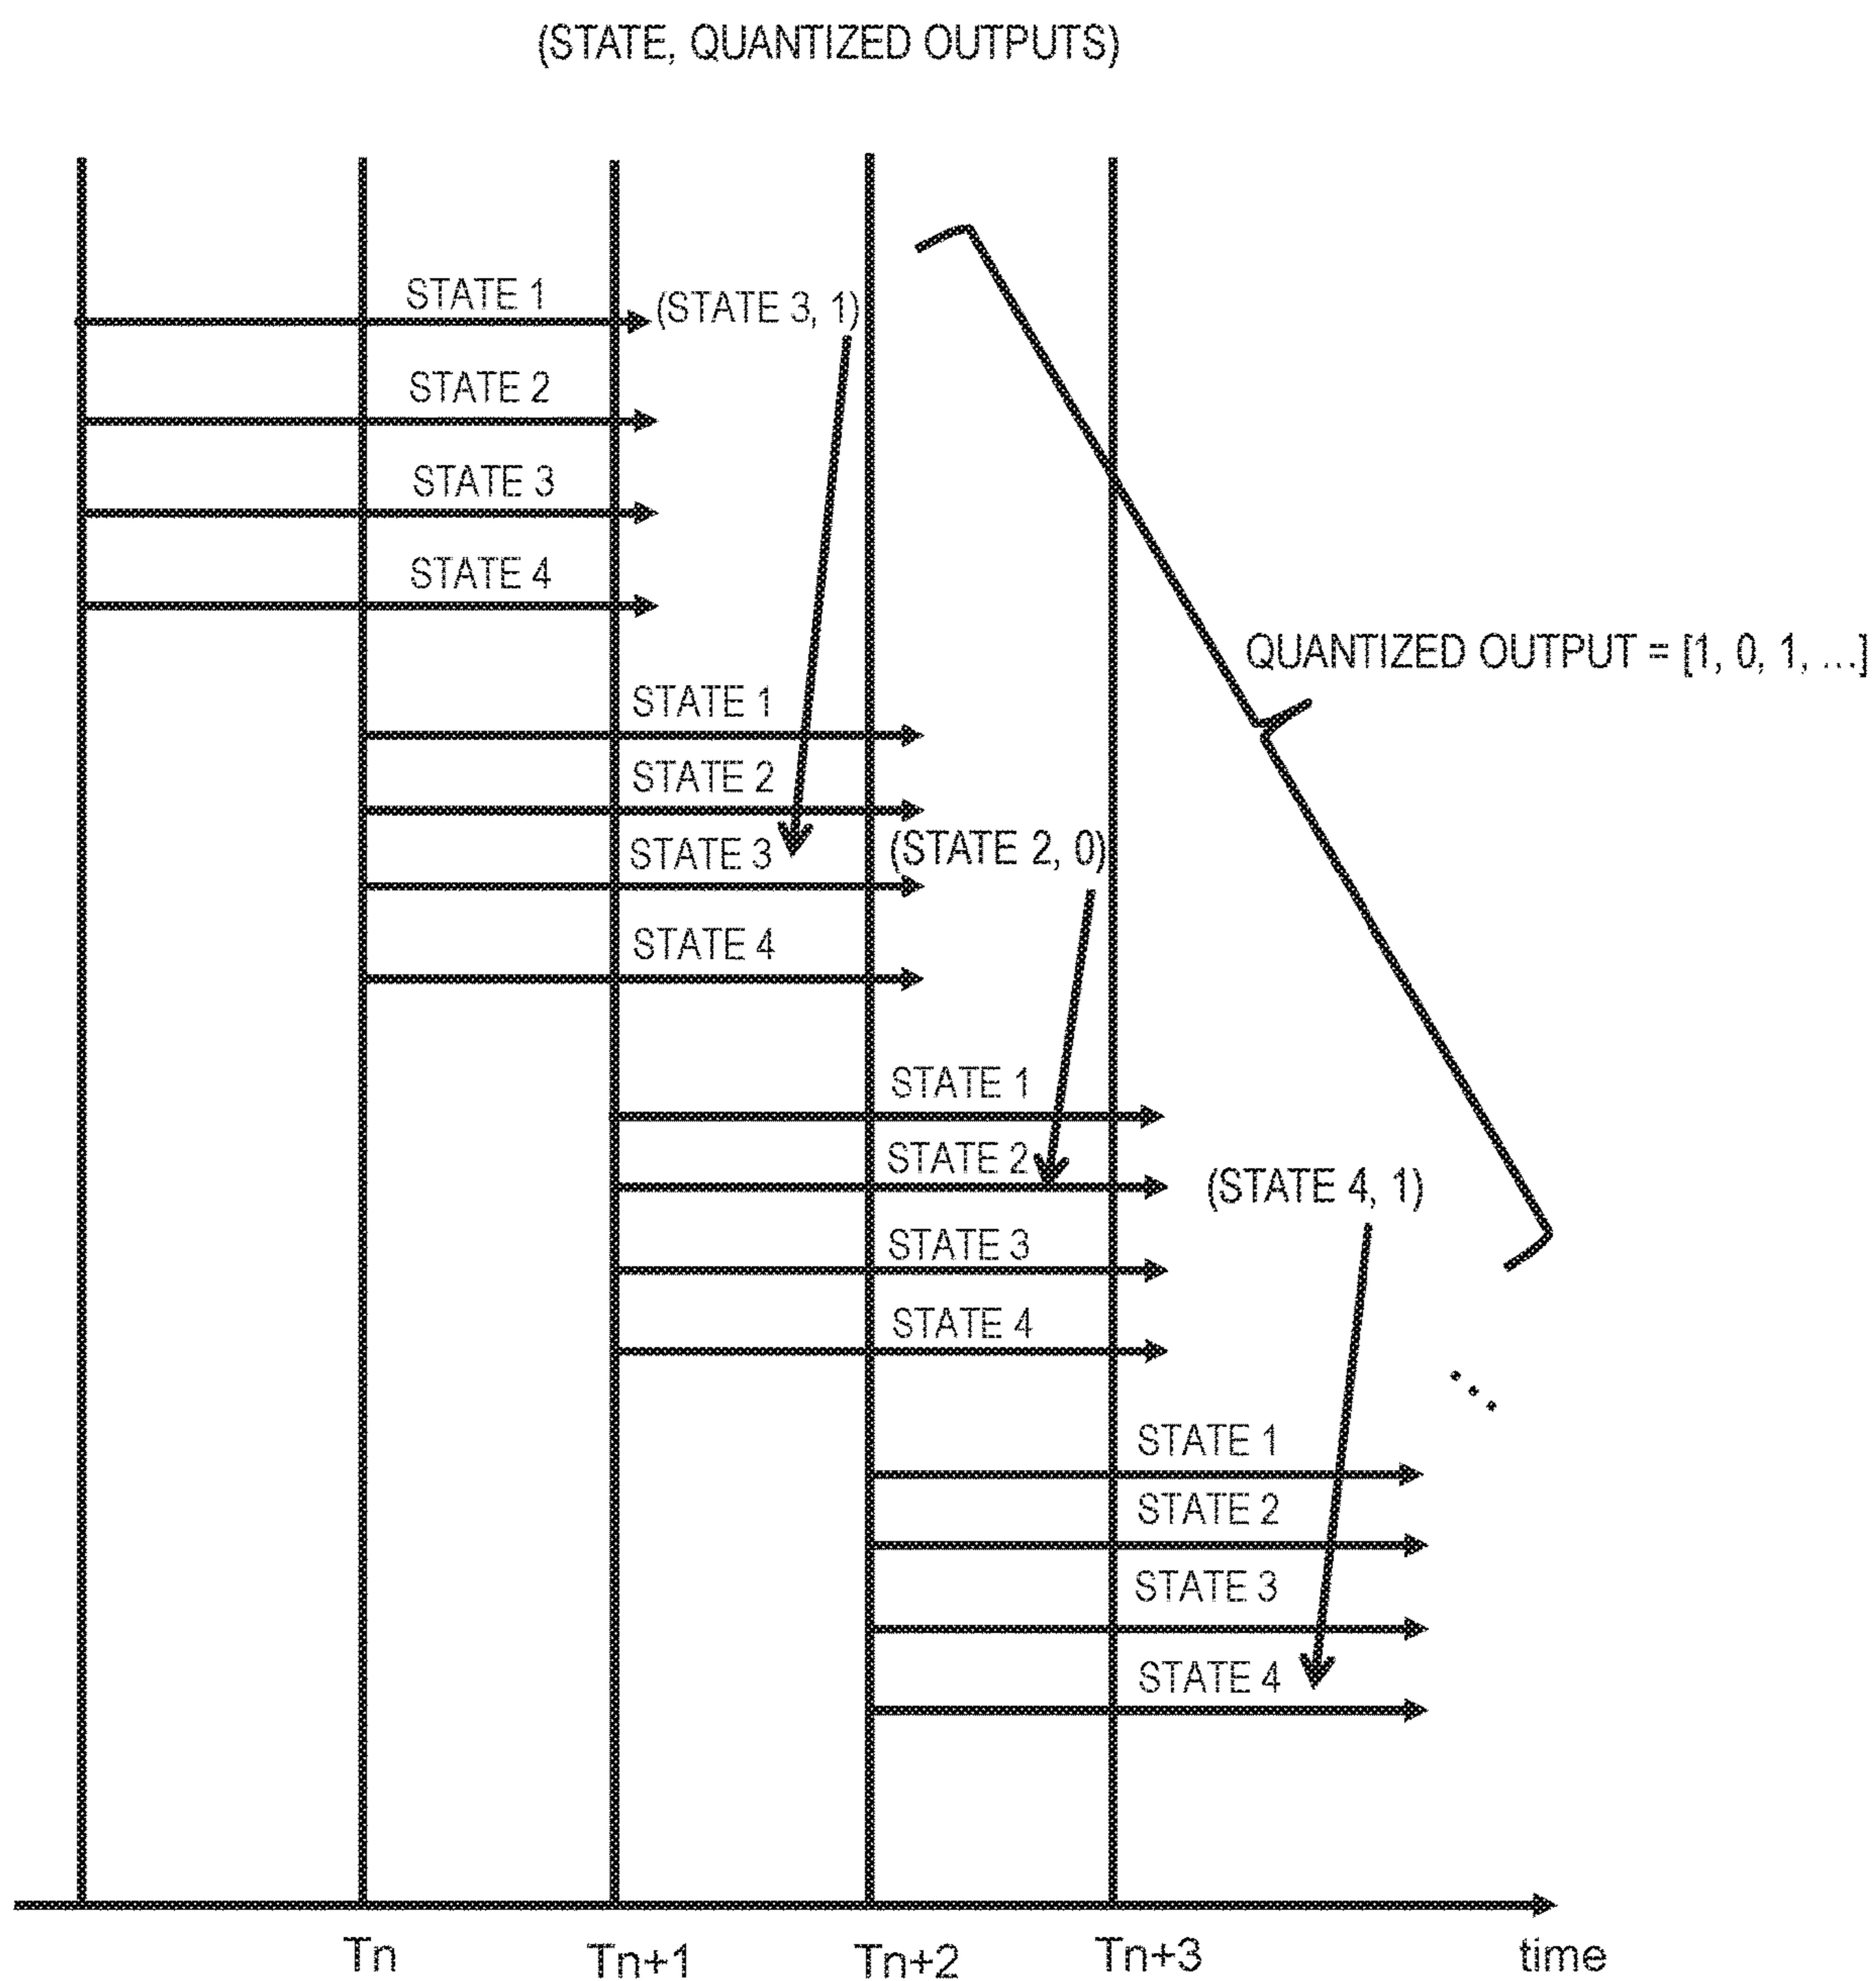 (STATE, QUANTIZED OUTPUTS)
STATE 1
(STATE 3, 1)
STATE 2
STATE 3
STATE 4
QUANTIZED OUTPUT = [1, 0, 1, ...]
STATE 1
STATE 2
STATE 3
(STATE 2, 0)
STATE 4
STATE 1
STATE 2
(STATE 4, 1)
STATE 3
STATE 4
STATE 1
STATE 2
STATE 3
STATE 4
Tn
Tn+1
Tn+2
Tn+3
time